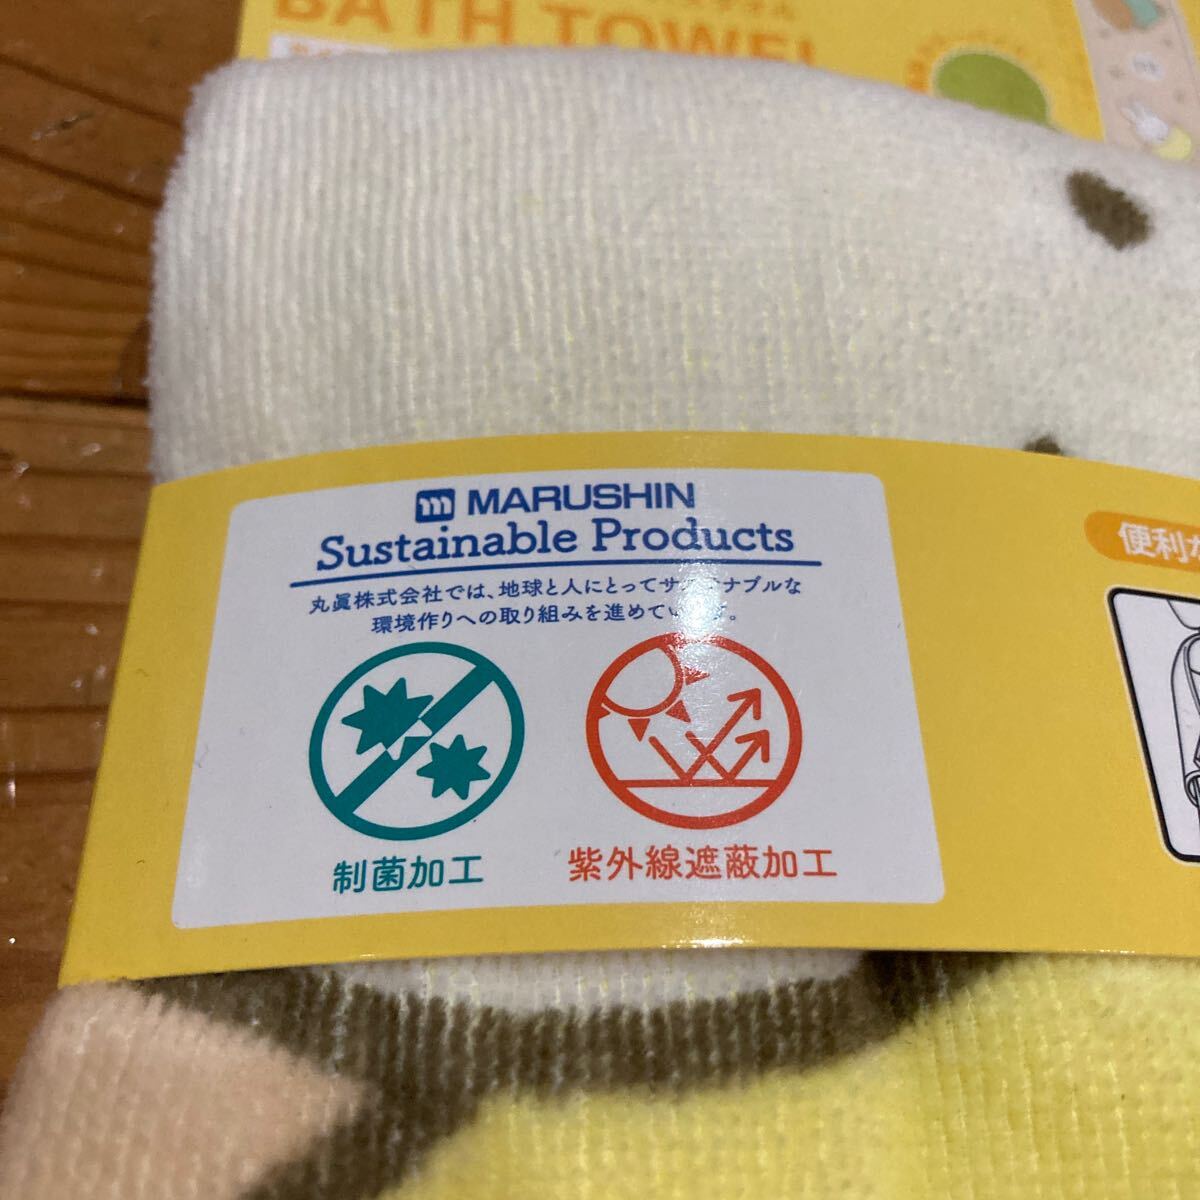 BATH TOWEL
MARUSHIN
Sustainable Products
丸眞株式会社では、地球と人にとってサステナブルな
環境作りへの取り組みを進めています。
制菌加工
紫外線遮蔽加工
便利